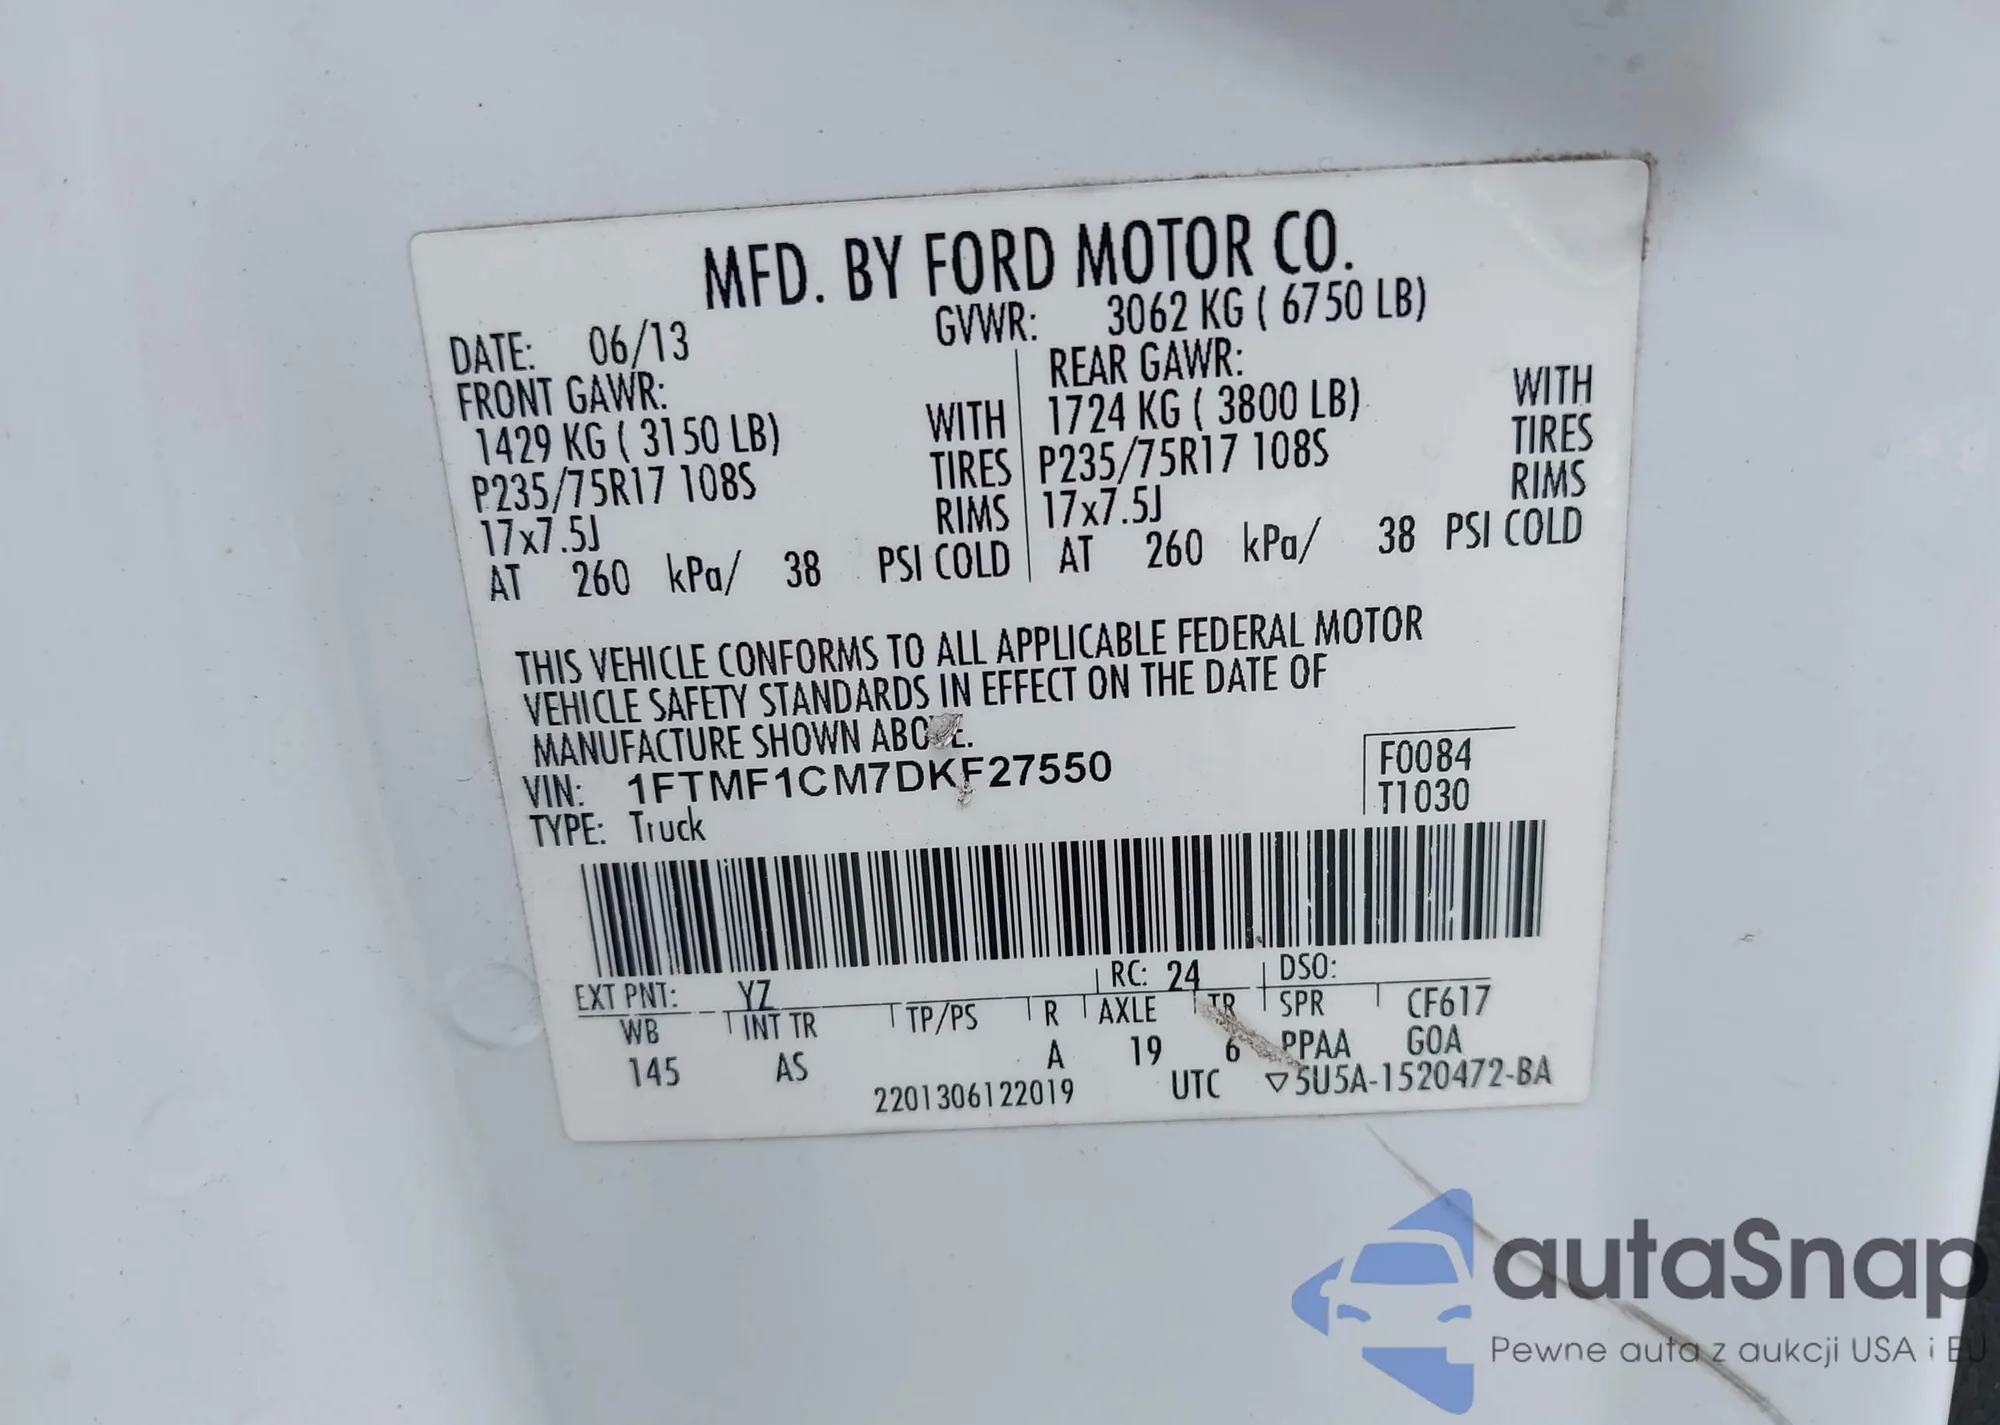 MFD. BY FORD MOTOR CO.
DATE: 06/13 GVWR: 3062 KG ( 6750 LB)
FRONT GAWR: REAR GAWR:
1429 KG ( 3150 LB) WITH 1724 KG ( 3800 LB) WITH
P235/75R17 108S TIRES P235/75R17 108S TIRES
17x7.5J RIMS 17x7.5J RIMS
AT 260 kPa/ 38 PSI COLD AT 260 kPa/ 38 PSI COLD
THIS VEHICLE CONFORMS TO ALL APPLICABLE FEDERAL MOTOR
VEHICLE SAFETY STANDARDS IN EFFECT ON THE DATE OF
MANUFACTURE SHOWN ABOVE.
VIN: 1FTMF1CM7DKF27550 F0084
TYPE: Truck T1030
EXT PNT: YZ RC: 24 DSO:
WB INT TR TP/PS R AXLE TR SPR CF617
145 AS A 19 6 PPAA GOA
2201306122019 UTC ▽5U5A-1520472-BA
autaSnap
Pewne auta z aukcji USA i EU